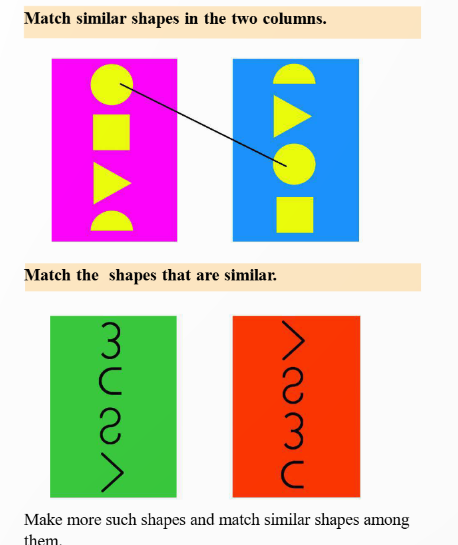 Match similar shapes in the two columns.
Match the shapes that are similar.
Make more such shapes and match similar shapes among
them.